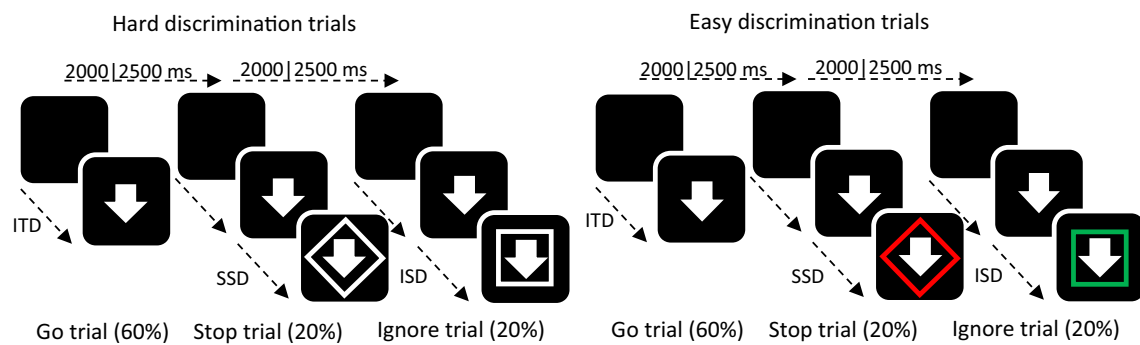 Hard discrimination trials
2000|2500 ms 2000|2500 ms
ITD
SSD
ISD
Go trial (60%) Stop trial (20%) Ignore trial (20%)
Easy discrimination trials
2000|2500 ms 2000|2500 ms
ITD
SSD
ISD
Go trial (60%) Stop trial (20%) Ignore trial (20%)